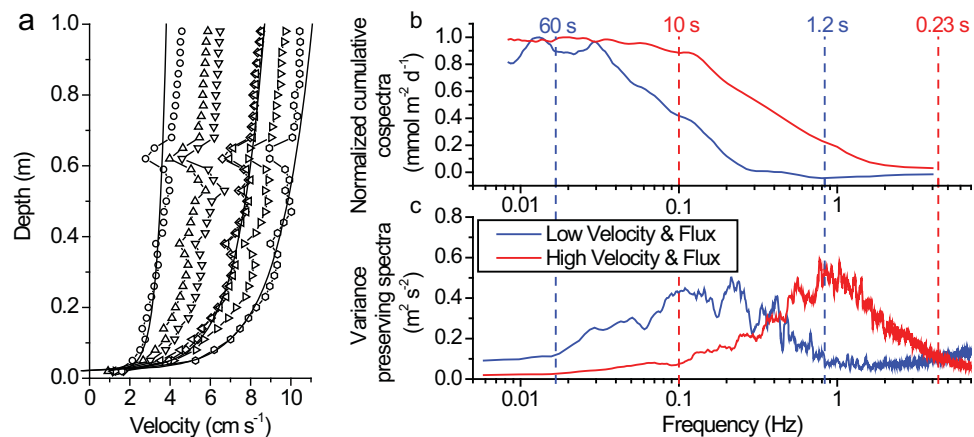 a
Depth (m)
1.0
0.8
0.6
0.4
0.2
0.0
0 2 4 6 8 10
Velocity (cm s⁻¹)
b
60 s 10 s 1.2 s 0.23 s
Normalized cumulative
cospectra
(mmol m⁻² d⁻¹)
1.0
0.8
0.6
0.4
0.2
0.0
0.01 0.1 1
c
Low Velocity & Flux
High Velocity & Flux
Variance
preserving spectra
(m² s⁻²)
0.6
0.4
0.2
0.0
0.01 0.1 1
Frequency (Hz)